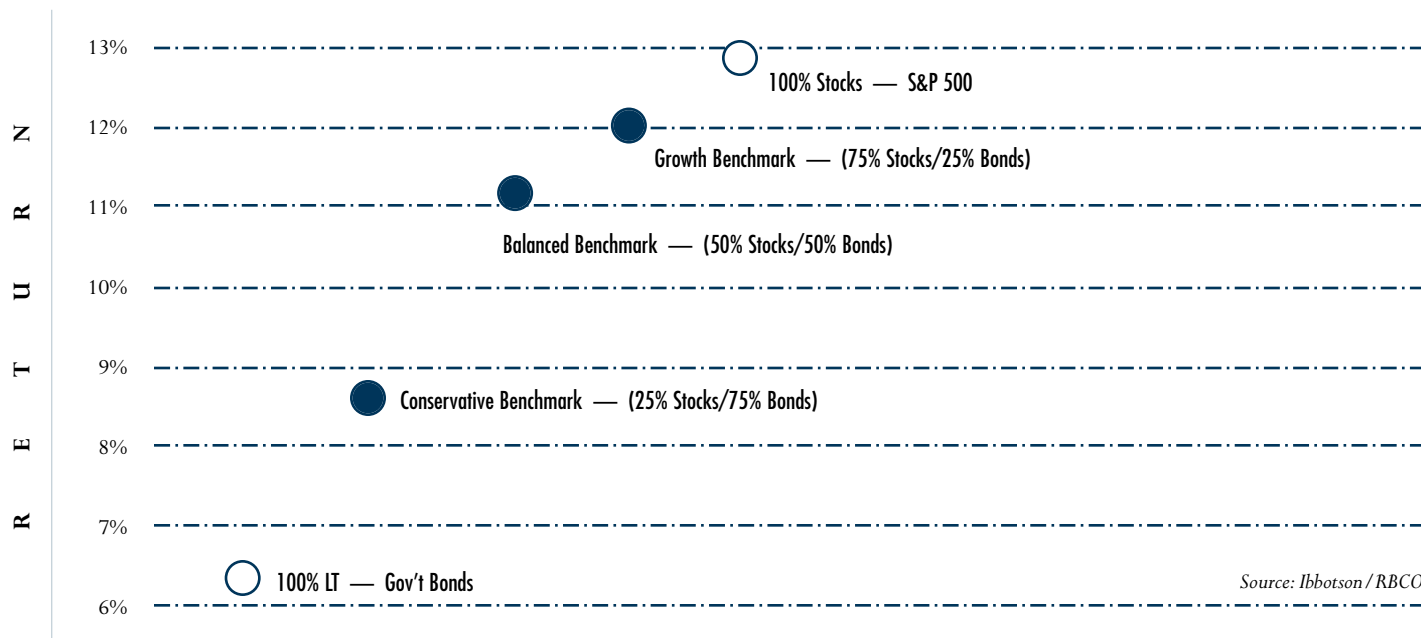 RETURN
13%
100% Stocks — S&P 500
12%
Growth Benchmark — (75% Stocks/25% Bonds)
11%
Balanced Benchmark — (50% Stocks/50% Bonds)
10%
9%
Conservative Benchmark — (25% Stocks/75% Bonds)
8%
7%
100% LT — Gov’t Bonds
Source: Ibbotson/RBCO
6%